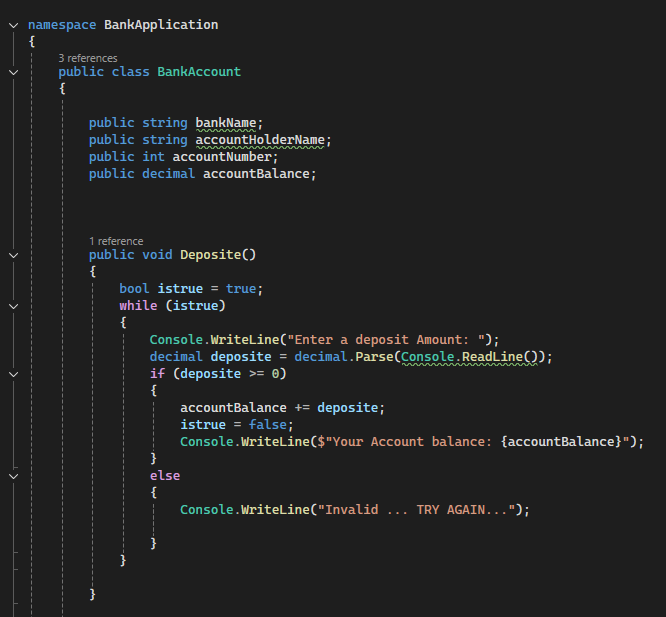 namespace BankApplication
{
3 references
public class BankAccount
{
public string bankName;
public string accountHolderName;
public int accountNumber;
public decimal accountBalance;
1 reference
public void Deposite()
{
bool istrue = true;
while (istrue)
{
Console.WriteLine("Enter a deposit Amount: ");
decimal deposite = decimal.Parse(Console.ReadLine());
if (deposite >= 0)
{
accountBalance += deposite;
istrue = false;
Console.WriteLine($"Your Account balance: {accountBalance}");
}
else
{
Console.WriteLine("Invalid ... TRY AGAIN...");
}
}
}